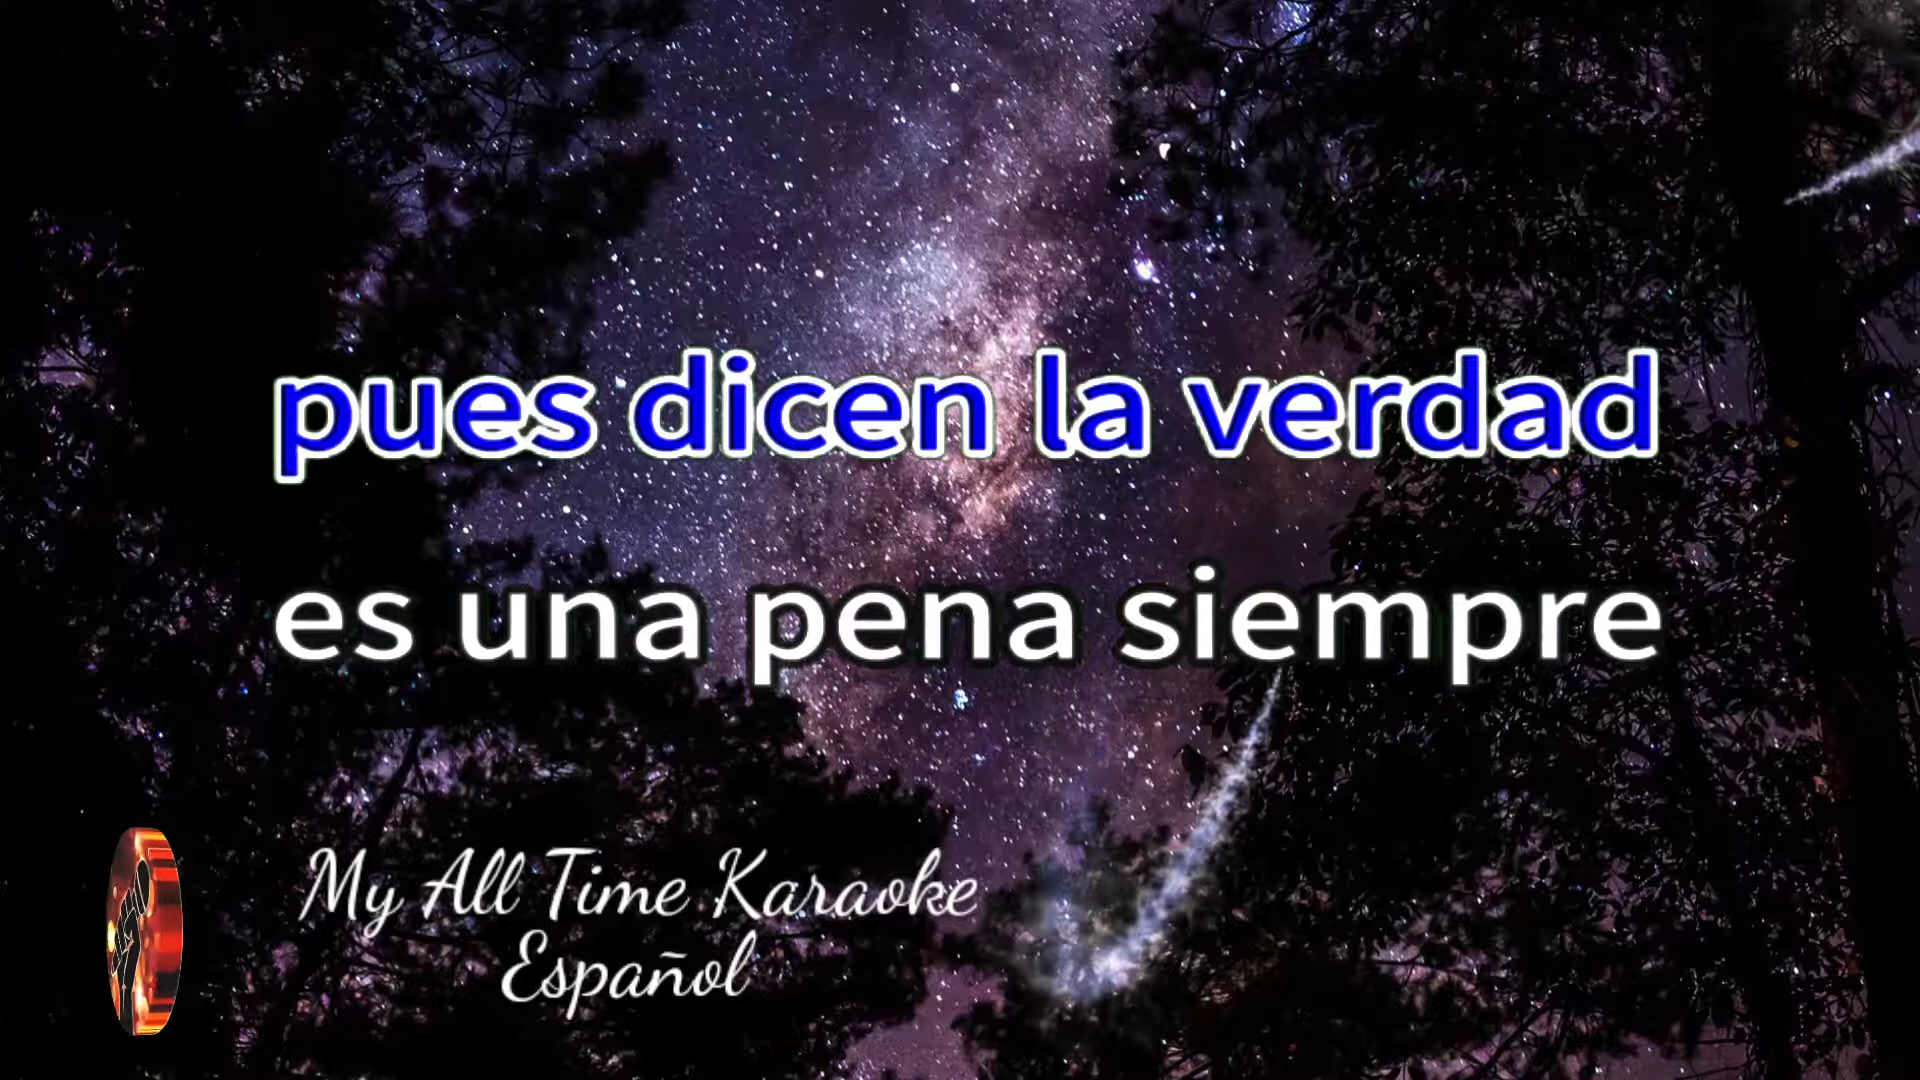 pues dicen la verdad
es una pena siempre
My All Time Karaoke
Español